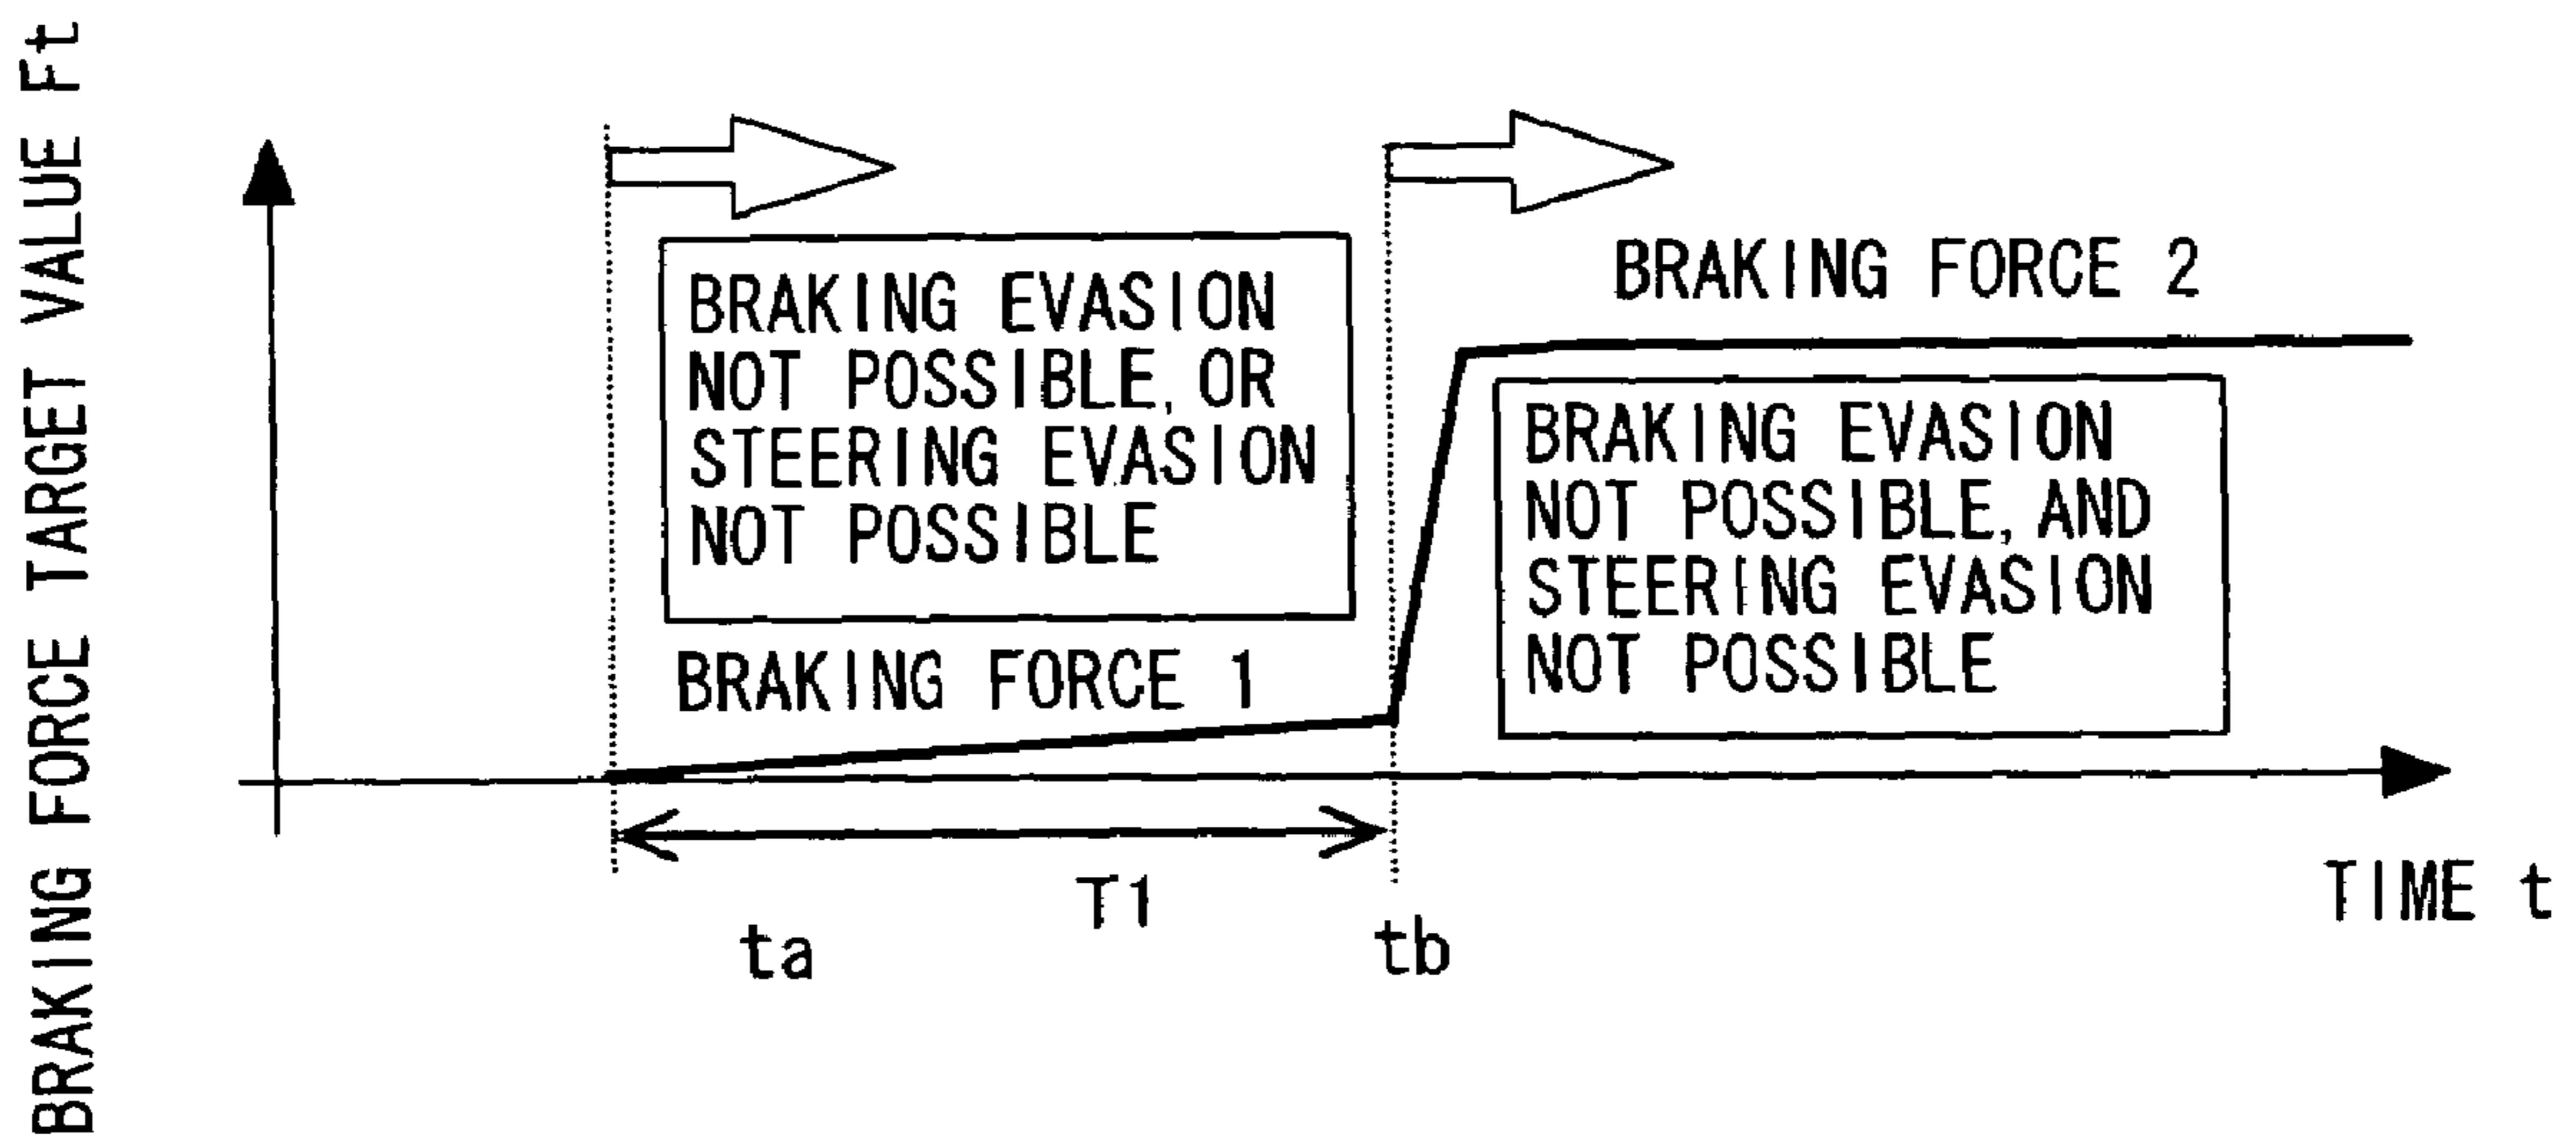 BRAKING FORCE TARGET VALUE Ft
BRAKING EVASION
NOT POSSIBLE, OR
STEERING EVASION
NOT POSSIBLE
BRAKING FORCE 1
BRAKING FORCE 2
BRAKING EVASION
NOT POSSIBLE, AND
STEERING EVASION
NOT POSSIBLE
T1
ta
tb
TIME t